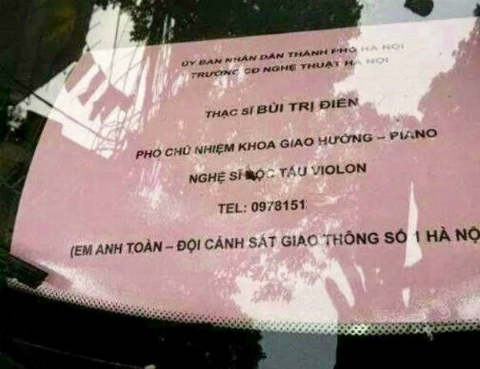 ỦY BAN NHÂN DÂN THÀNH PHỐ HÀ NỘI
TRƯỜNG CĐ NGHỆ THUẬT HÀ NỘI
THẠC SĨ BÙI TRỊ ĐIỀN
PHÓ CHỦ NHIỆM KHOA GIAO HƯỞNG – PIANO
NGHỆ SĨ ĐỘC TẤU VIOLON
TEL: 0978151
(EM ANH TOÀN – ĐỘI CẢNH SÁT GIAO THÔNG SỐ 1 HÀ NỘ